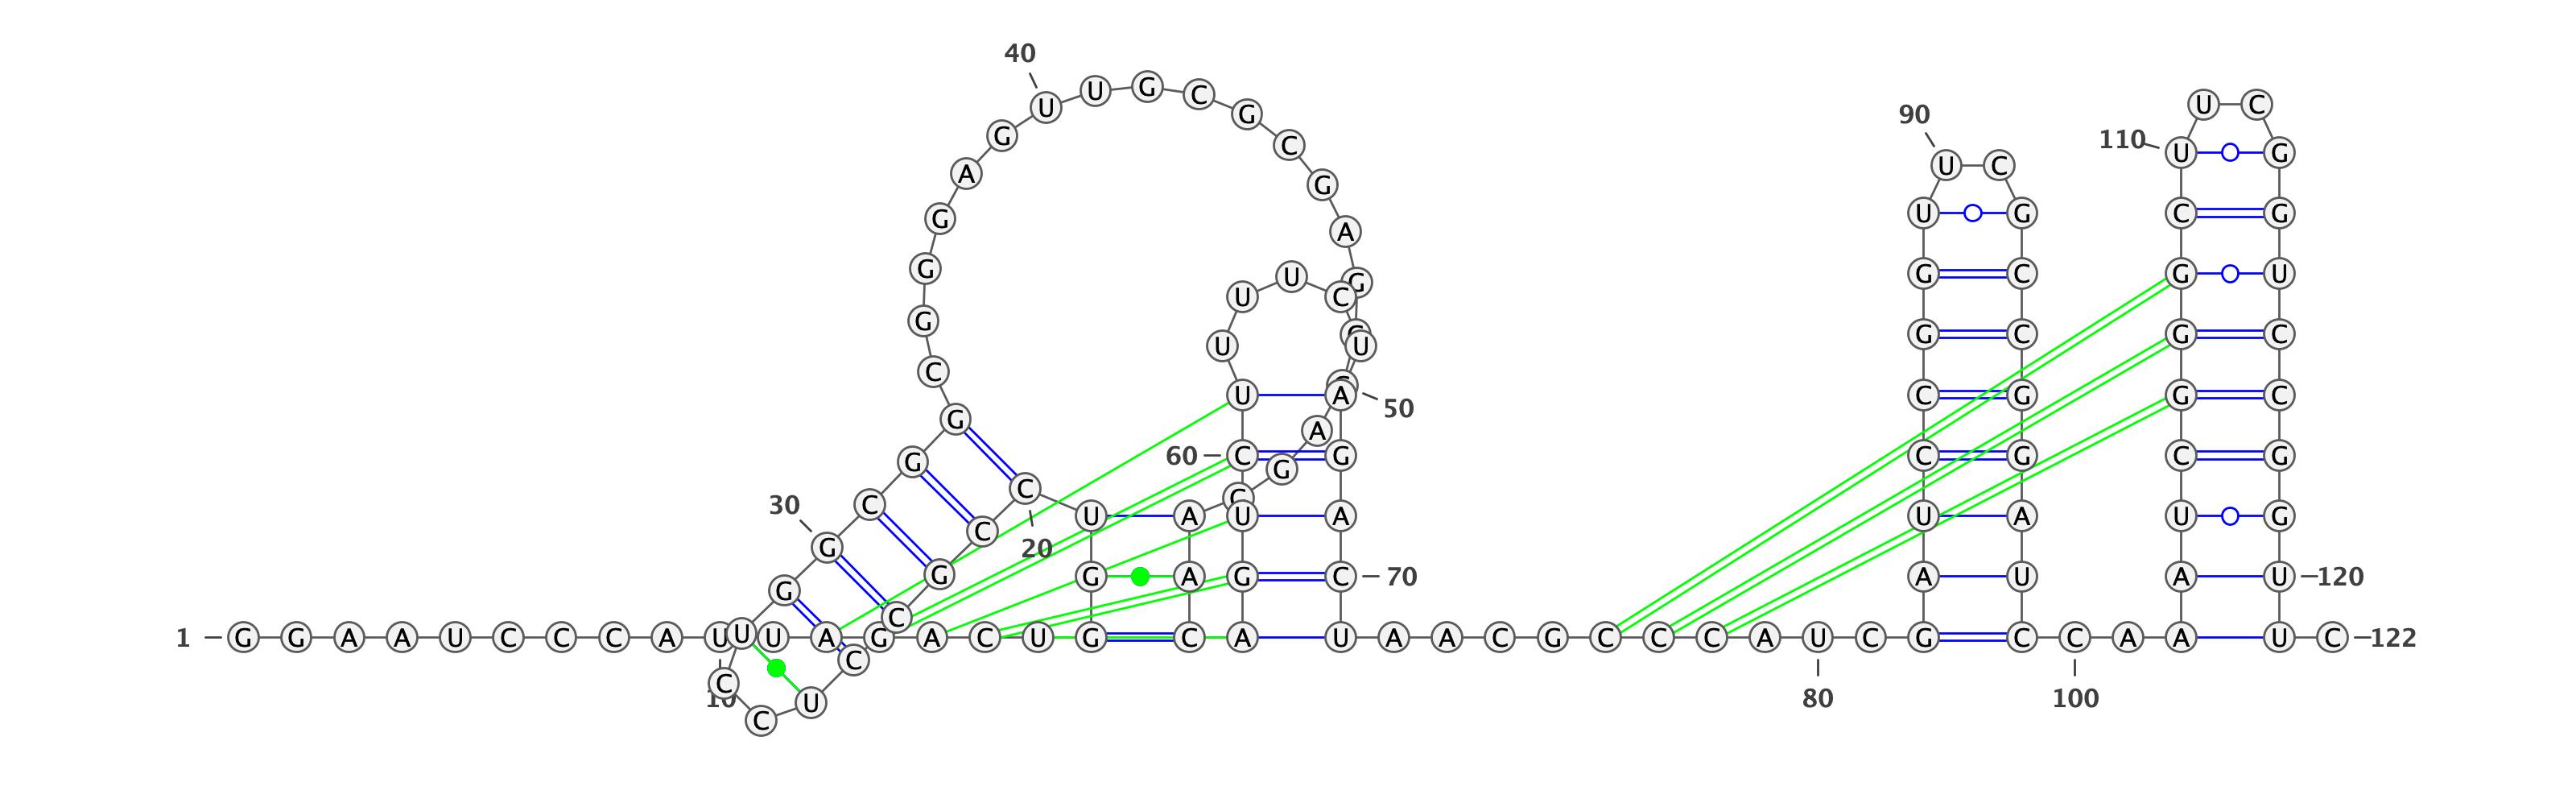 1 G G A A U C C C A U U A G A C U G
10
G U
C C G C C U
20
C C U
G G C G G
30
C G G G A G U U G C G C G A G
40
50
A G C
A A C
A G U C U
60
U U U C U
A G A C U
70
A A C G C C C A U C
80
G A U C C G G U
U C
90
G C C G G A U C
C A
100
A A U C G G G C U
110
U C
G G U C C G G U U
120
C 122